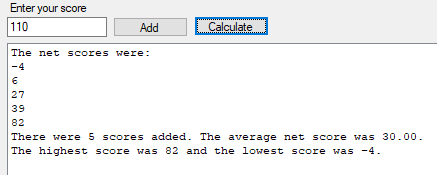 Enter your score
110 Add Calculate
The net scores were:
-4
6
27
39
82
There were 5 scores added. The average net score was 30.00.
The highest score was 82 and the lowest score was -4.